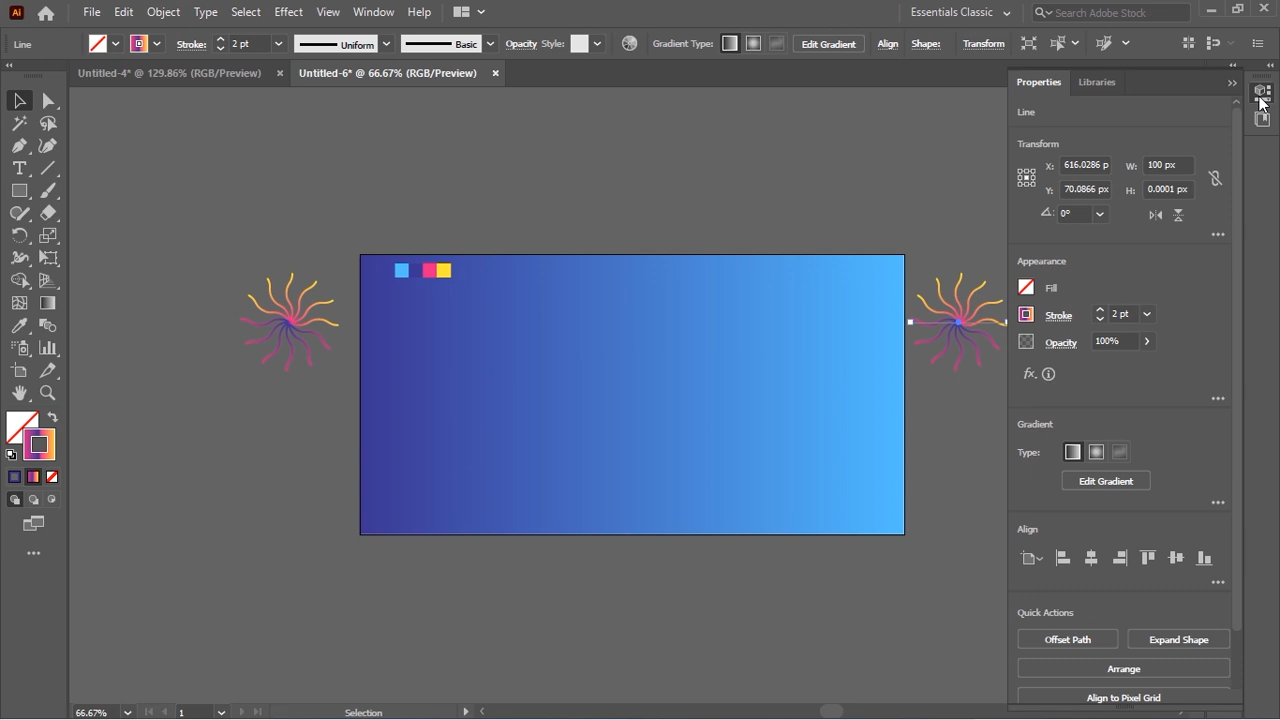 Ai File Edit Object Type Select Effect View Window Help Essentials Classic Search Adobe Stock
Line Stroke: 2 pt Uniform Basic Opacity Style: Gradient Type: Edit Gradient Align Shape: Transform
Untitled-4* @ 129.86% (RGB/Preview) × Untitled-6* @ 66.67% (RGB/Preview) ×
Properties Libraries
Line
Transform
X: 616.0286 p W: 100 px
Y: 70.0866 px H: 0.0001 px
0°
Appearance
Fill
Stroke 2 pt
Opacity 100%
fx.
Gradient
Type:
Edit Gradient
Align
Quick Actions
Offset Path Expand Shape
Arrange
Align to Pixel Grid
66.67% 1 Selection